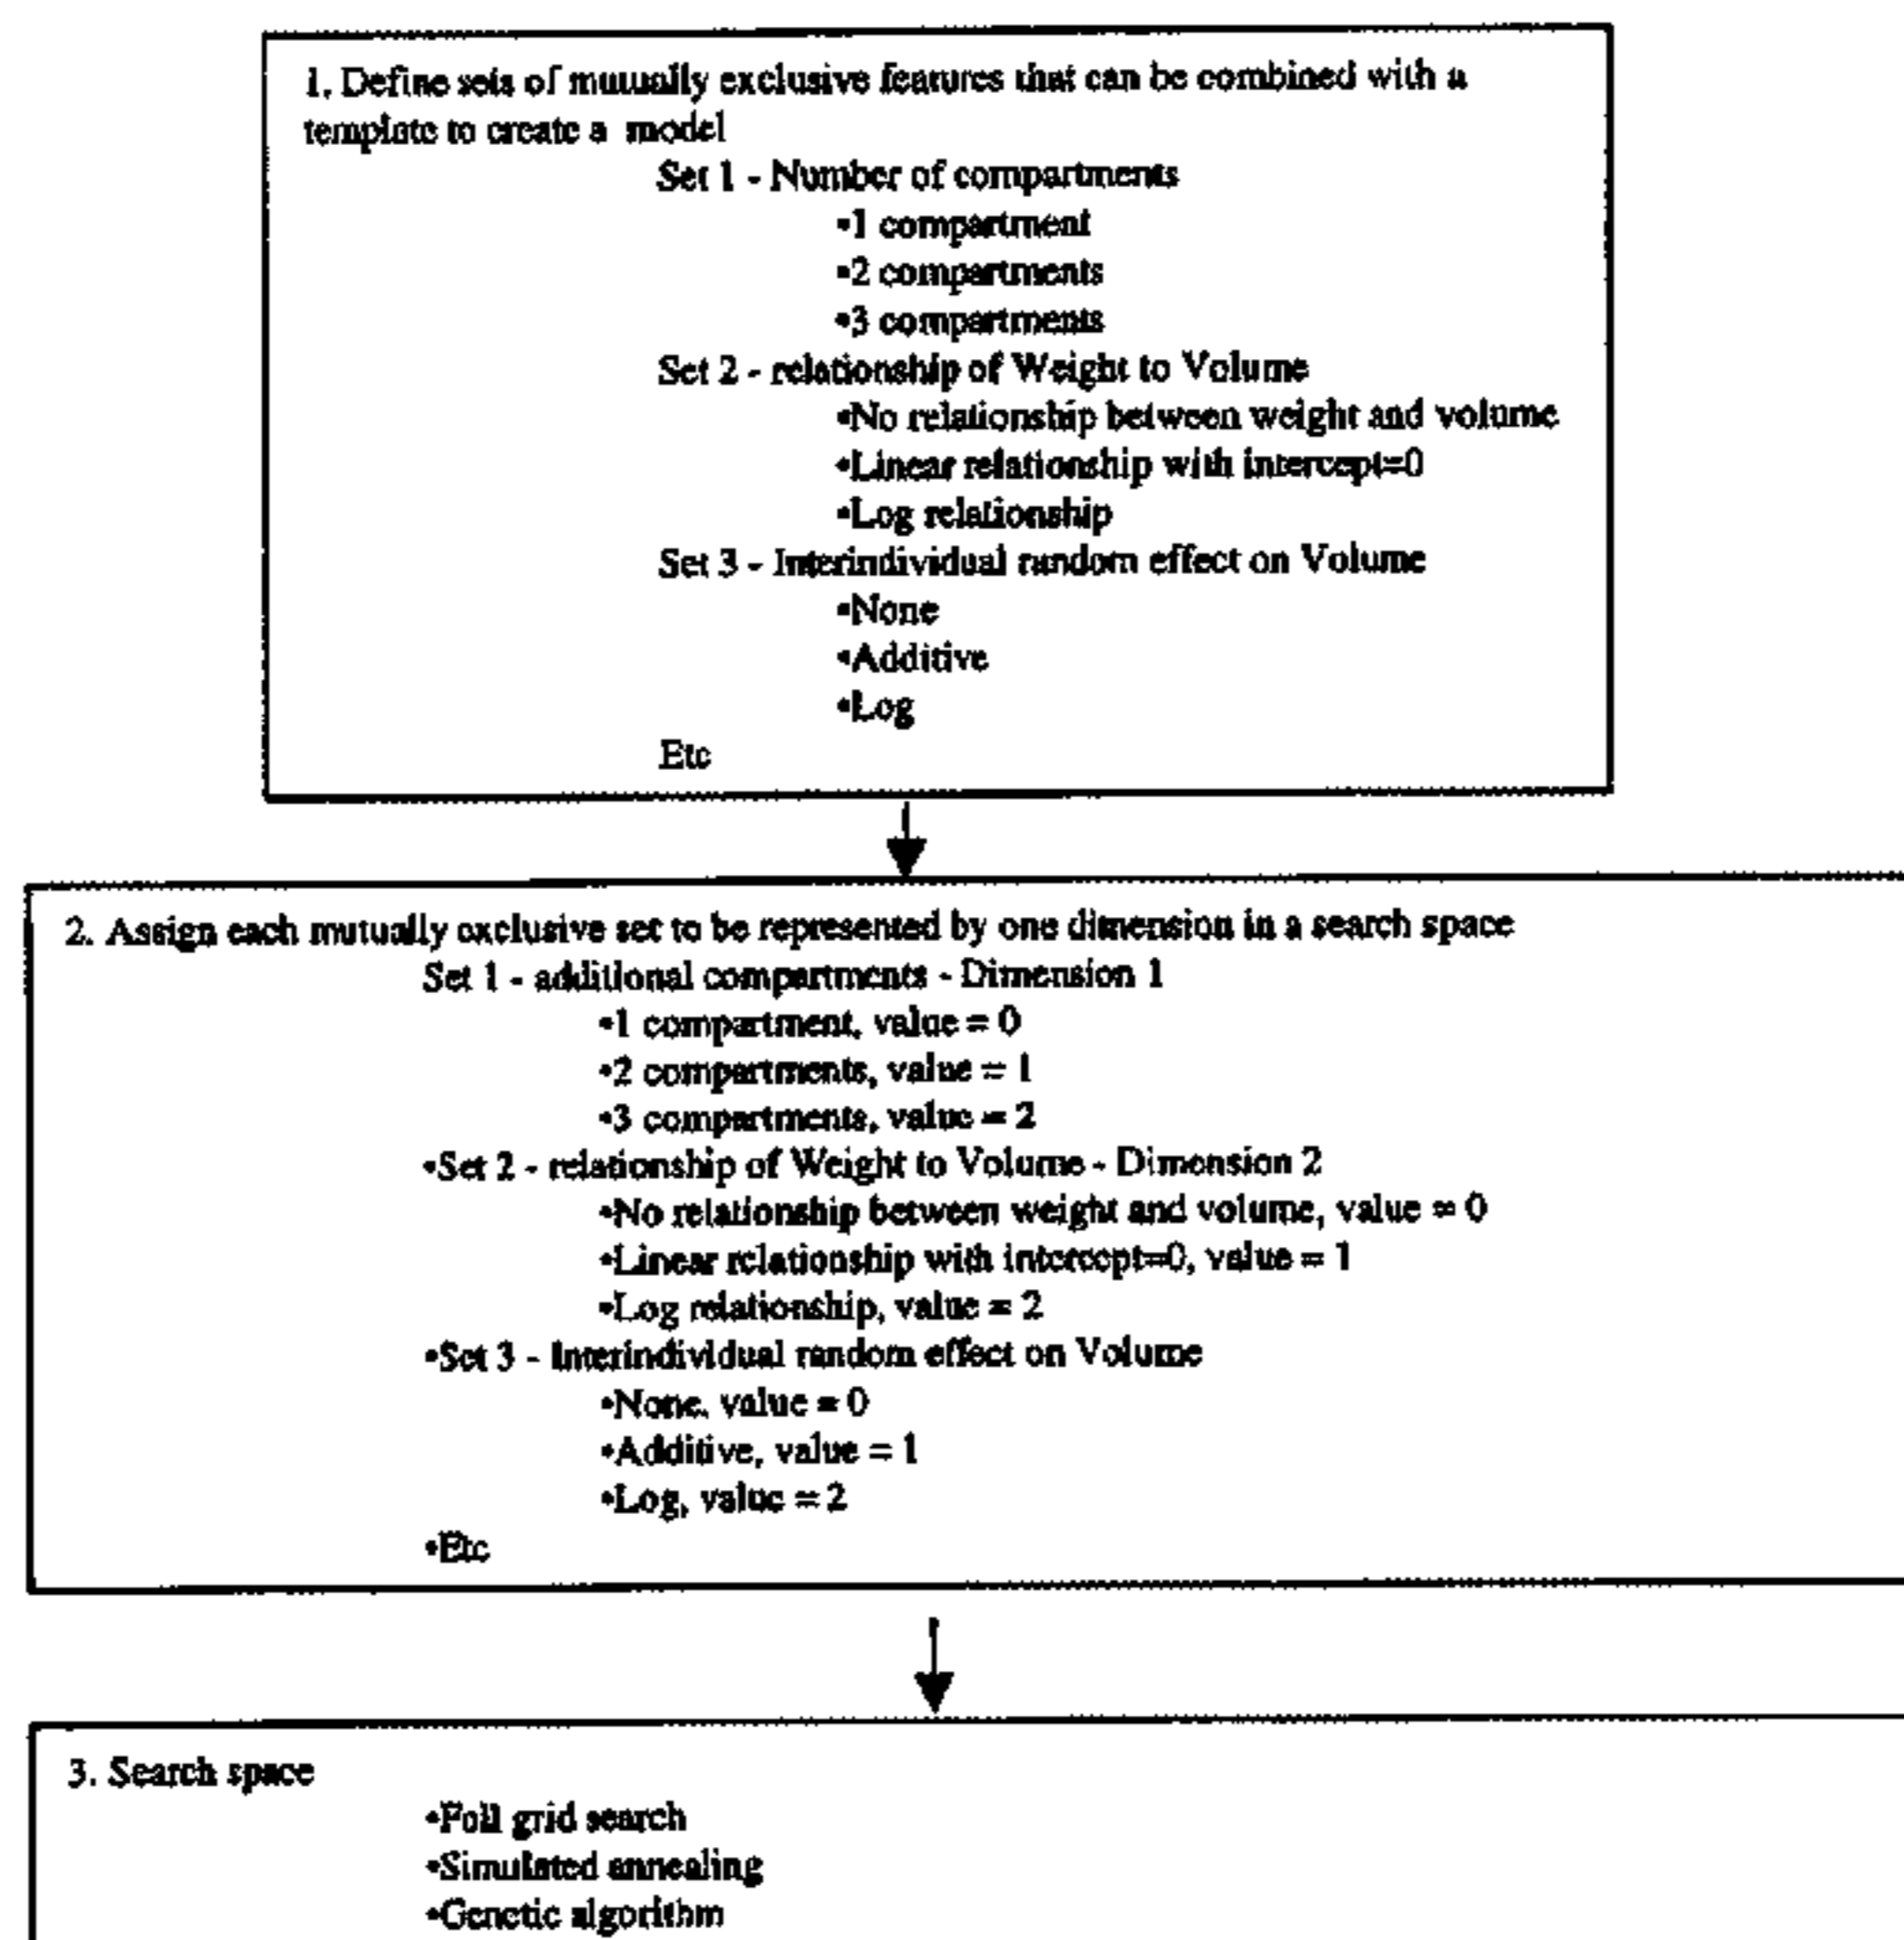 1. Define sets of mutually exclusive features that can be combined with a
template to create a model
Set 1 - Number of compartments
•1 compartment
•2 compartments
•3 compartments
Set 2 - relationship of Weight to Volume
•No relationship between weight and volume
•Linear relationship with intercept=0
•Log relationship
Set 3 - Interindividual random effect on Volume
•None
•Additive
•Log
Etc
2. Assign each mutually exclusive set to be represented by one dimension in a search space
Set 1 - additional compartments - Dimension 1
•1 compartment, value = 0
•2 compartments, value = 1
•3 compartments, value = 2
•Set 2 - relationship of Weight to Volume - Dimension 2
•No relationship between weight and volume, value = 0
•Linear relationship with intercept=0, value = 1
•Log relationship, value = 2
•Set 3 - Interindividual random effect on Volume
•None, value = 0
•Additive, value = 1
•Log, value = 2
•Etc
3. Search space
•Full grid search
•Simulated annealing
•Genetic algorithm